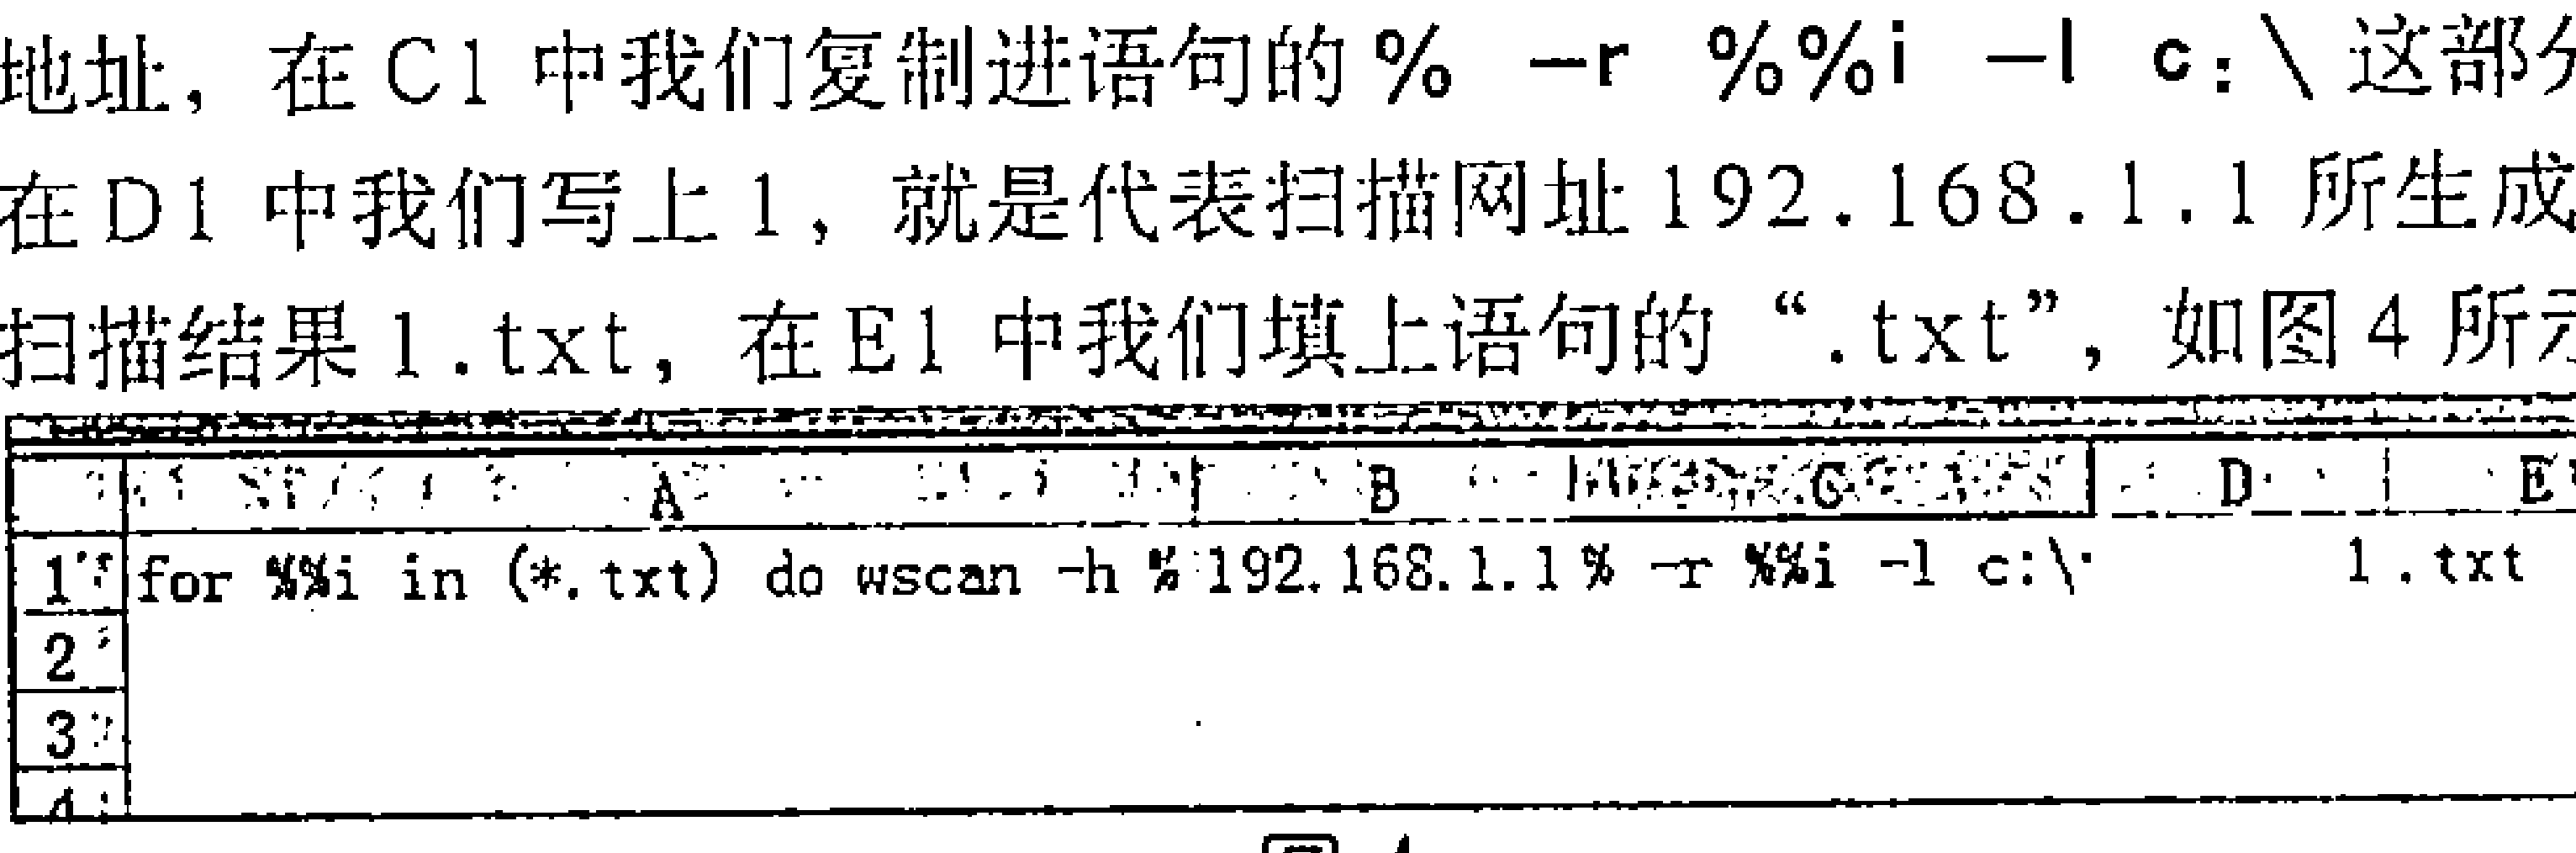 地址，在C1 中我们复制进语句的% －r %%i －l c:\这部分
在D1 中我们写上1，就是代表扫描网址192.168.1.1所生成
扫描结果1.txt，在E1 中我们填上语句的“.txt”，如图4所示
A B C D E
1 for %%i in (*.txt) do wscan -h % 192.168.1.1 % -r %%i -l c:\ 1 .txt
2
3
4
图4